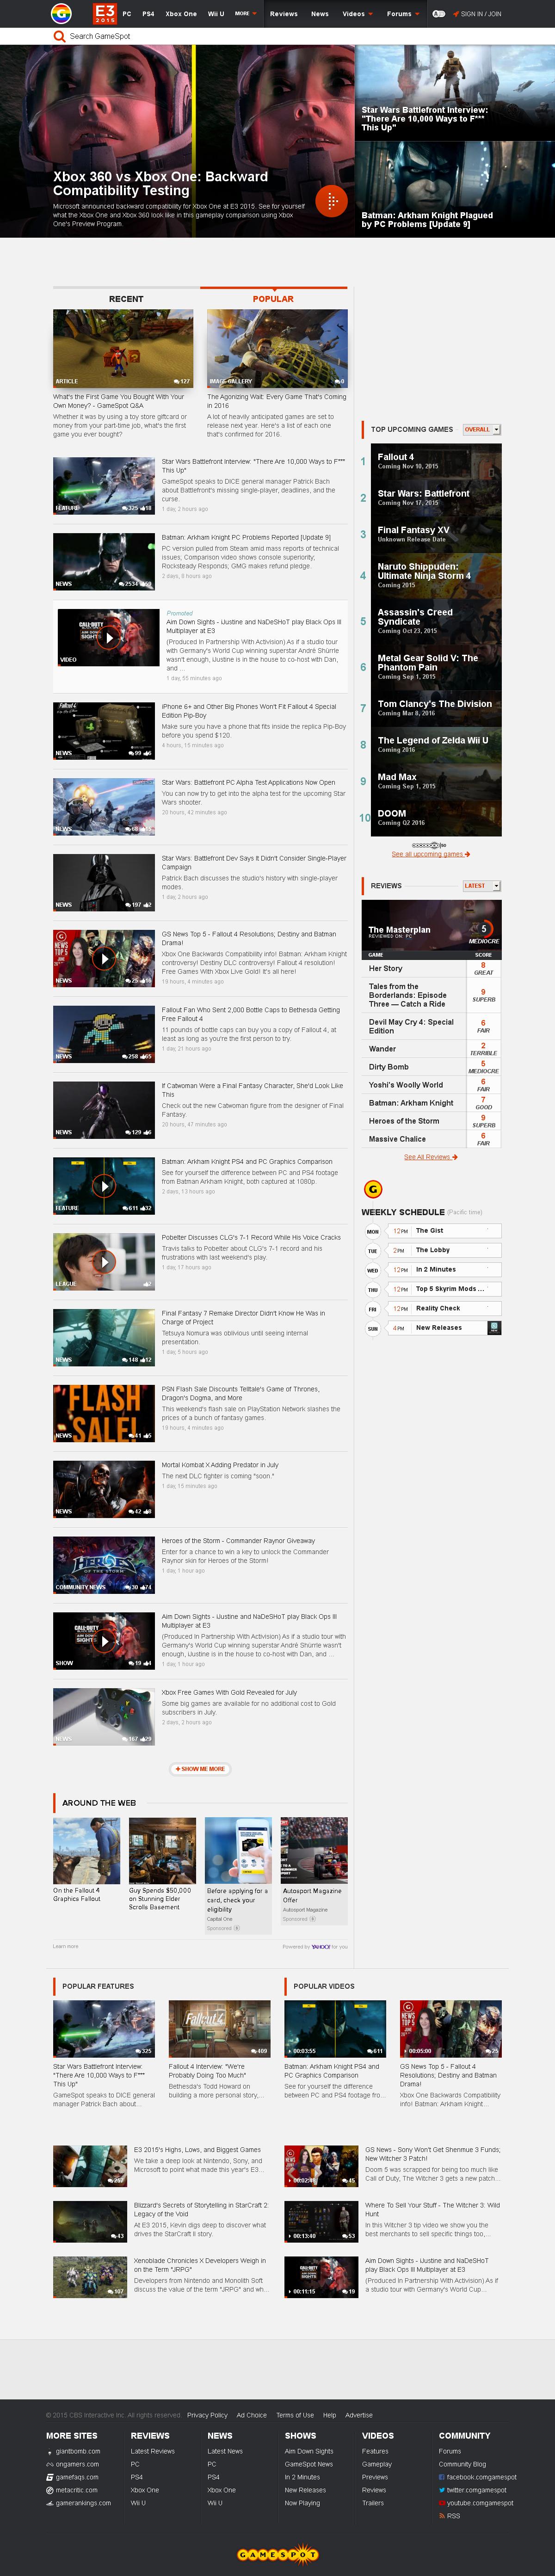 E3 2015
PC
PS4
Xbox One
Wii U
MORE
Reviews
News
Videos
Forums
SIGN IN / JOIN
Search GameSpot
Xbox 360 vs Xbox One: Backward
Compatibility Testing
Microsoft announced backward compatibility for Xbox One at E3 2015. See for yourself
what the Xbox One and Xbox 360 look like in this gameplay comparison using Xbox
One's Preview Program.
Star Wars Battlefront Interview:
"There Are 10,000 Ways to F***
This Up"
Batman: Arkham Knight Plagued
by PC Problems [Update 9]
RECENT
POPULAR
ARTICLE
127
IMAGE GALLERY
What's the First Game You Bought With Your
Own Money? - GameSpot Q&A
Whether it was by using a toy store giftcard or
money from your part-time job, what's the first
game you ever bought?
The Agonizing Wait: Every Game That's Coming
in 2016
A lot of heavily anticipated games are set to
release next year. Here's a list of each one
that's confirmed for 2016.
FEATURE
325 18
Star Wars Battlefront Interview: "There Are 10,000 Ways to F***
This Up"
GameSpot speaks to DICE general manager Patrick Bach
about Battlefront's missing single-player, deadlines, and the
curse.
1 day, 2 hours ago
NEWS
2534
Batman: Arkham Knight PC Problems Reported [Update 9]
PC version pulled from Steam amid mass reports of technical
issues; Comparison video shows console superiority;
Rocksteady Responds; GMG makes refund pledge.
2 days, 8 hours ago
VIDEO
Promoted
Aim Down Sights - iJustine and NaDeSHoT play Black Ops III
Multiplayer at E3
(Produced In Partnership With Activision) As if a studio tour
with Germany's World Cup winning superstar André Shürrle
wasn't enough, iJustine is in the house to co-host with Dan,
and ...
1 day, 55 minutes ago
NEWS
99 6
iPhone 6+ and Other Big Phones Won't Fit Fallout 4 Special
Edition Pip-Boy
Make sure you have a phone that fits inside the replica Pip-Boy
before you spend $120.
4 hours, 15 minutes ago
NEWS
Star Wars: Battlefront PC Alpha Test Applications Now Open
You can now try to get into the alpha test for the upcoming Star
Wars shooter.
20 hours, 42 minutes ago
NEWS
197 2
Star Wars: Battlefront Dev Says It Didn't Consider Single-Player
Campaign
Patrick Bach discusses the studio's history with single-player
modes.
1 day, 2 hours ago
NEWS
GS News Top 5 - Fallout 4 Resolutions; Destiny and Batman
Drama!
Xbox One Backwards Compatibility info! Batman: Arkham Knight
controversy! Destiny DLC controversy! Fallout 4 resolution!
Free Games With Xbox Live Gold! It's all here!
19 hours, 4 minutes ago
NEWS
258 65
Fallout Fan Who Sent 2,000 Bottle Caps to Bethesda Getting
Free Fallout 4
11 pounds of bottle caps can buy you a copy of Fallout 4, at
least as long as you're the first person to try.
1 day, 21 hours ago
NEWS
129 6
If Catwoman Were a Final Fantasy Character, She'd Look Like
This
Check out the new Catwoman figure from the designer of Final
Fantasy.
20 hours, 47 minutes ago
FEATURE
611 32
Batman: Arkham Knight PS4 and PC Graphics Comparison
See for yourself the difference between PC and PS4 footage
from Batman Arkham Knight, both captured at 1080p.
2 days, 13 hours ago
LEAGUE
Pobelter Discusses CLG's 7-1 Record While His Voice Cracks
Travis talks to Pobelter about CLG's 7-1 record and his
frustrations with last weekend's play.
1 day, 17 hours ago
NEWS
148 12
Final Fantasy 7 Remake Director Didn't Know He Was in
Charge of Project
Tetsuya Nomura was oblivious until seeing internal
presentation.
1 day, 5 hours ago
FLASH
SALE!
NEWS
41 5
PSN Flash Sale Discounts Telltale's Game of Thrones,
Dragon's Dogma, and More
This weekend's flash sale on PlayStation Network slashes the
prices of a bunch of fantasy games.
18 hours, 4 minutes ago
NEWS
42 8
Mortal Kombat X Adding Predator in July
The next DLC fighter is coming "soon."
1 day, 15 minutes ago
HEROES
OF THE STORM
COMMUNITY NEWS
30 74
Heroes of the Storm - Commander Raynor Giveaway
Enter for a chance to win a key to unlock the Commander
Raynor skin for Heroes of the Storm!
1 day, 1 hour ago
SHOW
19 4
Aim Down Sights - iJustine and NaDeSHoT play Black Ops III
Multiplayer at E3
(Produced In Partnership With Activision) As if a studio tour with
Germany's World Cup winning superstar André Shürrle wasn't
enough, iJustine is in the house to co-host with Dan, and ...
1 day, 1 hour ago
NEWS
167 29
Xbox Free Games With Gold Revealed for July
Some big games are available for no additional cost to Gold
subscribers in July.
2 days, 2 hours ago
SHOW ME MORE
TOP UPCOMING GAMES
OVERALL
1
Fallout 4
Coming Nov 10, 2015
2
Star Wars: Battlefront
Coming Nov 17, 2015
3
Final Fantasy XV
Unknown Release Date
4
Naruto Shippuden:
Ultimate Ninja Storm 4
Coming 2015
5
Assassin's Creed
Syndicate
Coming Oct 23, 2015
6
Metal Gear Solid V: The
Phantom Pain
Coming Sep 1, 2015
7
Tom Clancy's The Division
Coming Mar 8, 2016
8
The Legend of Zelda Wii U
Coming 2016
9
Mad Max
Coming Sep 1, 2015
10
DOOM
Coming Q2 2016
See all upcoming games
REVIEWS
LATEST
The Masterplan
REVIEWED ON: PC
5
MEDIOCRE
GAME
SCORE
Her Story
8
GREAT
Tales from the
Borderlands: Episode
Three — Catch a Ride
9
SUPERB
Devil May Cry 4: Special
Edition
6
FAIR
Wander
2
TERRIBLE
Dirty Bomb
5
MEDIOCRE
Yoshi's Woolly World
6
FAIR
Batman: Arkham Knight
7
GOOD
Heroes of the Storm
9
SUPERB
Massive Chalice
6
FAIR
See All Reviews
G
WEEKLY SCHEDULE (Pacific time)
MON
12PM
The Gist
TUE
2PM
The Lobby
WED
12PM
In 2 Minutes
THU
12PM
Top 5 Skyrim Mods ...
FRI
12PM
Reality Check
SUN
4PM
New Releases
AROUND THE WEB
On the Fallout 4
Graphics Fallout
Guy Spends $50,000
on Stunning Elder
Scrolls Basement
Before applying for a
card, check your
eligibility
Capital One
Sponsored
Autosport Magazine
Offer
Autosport Magazine
Sponsored
Learn more
Powered by YAHOO! for you
POPULAR FEATURES
325
Star Wars Battlefront Interview:
"There Are 10,000 Ways to F***
This Up"
GameSpot speaks to DICE general
manager Patrick Bach about...
Fallout 4
409
Fallout 4 Interview: "We're
Probably Doing Too Much"
Bethesda's Todd Howard on
building a more personal story,...
E3 2015's Highs, Lows, and Biggest Games
We take a deep look at Nintendo, Sony, and
Microsoft to point what made this year's E3...
43
Blizzard's Secrets of Storytelling in StarCraft 2:
Legacy of the Void
At E3 2015, Kevin digs deep to discover what
drives the StarCraft II story.
107
Xenoblade Chronicles X Developers Weigh in
on the Term "JRPG"
Developers from Nintendo and Monolith Soft
discuss the value of the term "JRPG" and wh...
POPULAR VIDEOS
00:03:55
611
Batman: Arkham Knight PS4 and
PC Graphics Comparison
See for yourself the difference
between PC and PS4 footage fro...
00:05:00
25
GS News Top 5 - Fallout 4
Resolutions; Destiny and Batman
Drama!
Xbox One Backwards Compatibility
info! Batman: Arkham Knight...
45
GS News - Sony Won't Get Shenmue 3 Funds;
New Witcher 3 Patch!
Doom 5 was scrapped for being too much like
Call of Duty, The Witcher 3 gets a new patch...
00:13:40
53
Where To Sell Your Stuff - The Witcher 3: Wild
Hunt
In this Witcher 3 tip video we show you the
best merchants to sell specific things too,...
00:11:15
19
Aim Down Sights - iJustine and NaDeSHoT
play Black Ops III Multiplayer at E3
(Produced In Partnership With Activision) As if
a studio tour with Germany's World Cup...
© 2015 CBS Interactive Inc. All rights reserved.
Privacy Policy
Ad Choice
Terms of Use
Help
Advertise
MORE SITES
giantbomb.com
ongamers.com
gamefaqs.com
metacritic.com
gamerankings.com
REVIEWS
Latest Reviews
PC
PS4
Xbox One
Wii U
NEWS
Latest News
PC
PS4
Xbox One
Wii U
SHOWS
Aim Down Sights
GameSpot News
In 2 Minutes
New Releases
Now Playing
VIDEOS
Features
Gameplay
Previews
Reviews
Trailers
COMMUNITY
Forums
Community Blog
facebook.com/gamespot
twitter.com/gamespot
youtube.com/gamespot
RSS
GAMESPOT